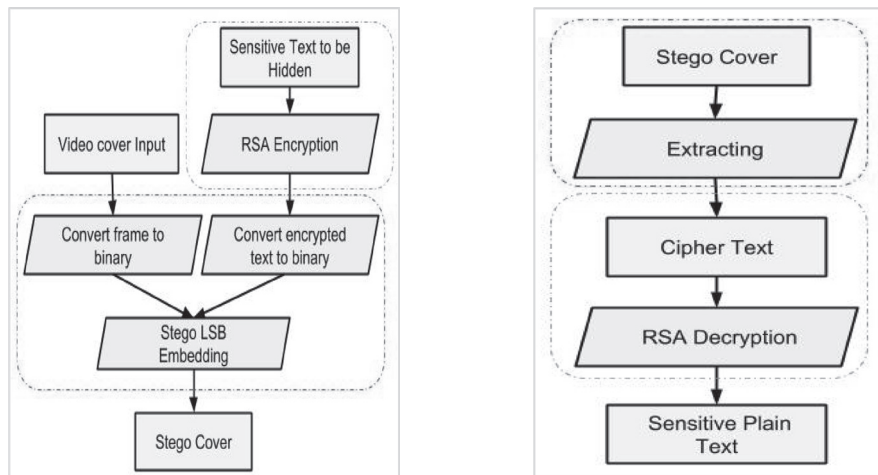 Sensitive Text to be
Hidden
Video cover Input
RSA Encryption
Convert frame to
binary
Convert encrypted
text to binary
Stego LSB
Embedding
Stego Cover
Stego Cover
Extracting
Cipher Text
RSA Decryption
Sensitive Plain
Text